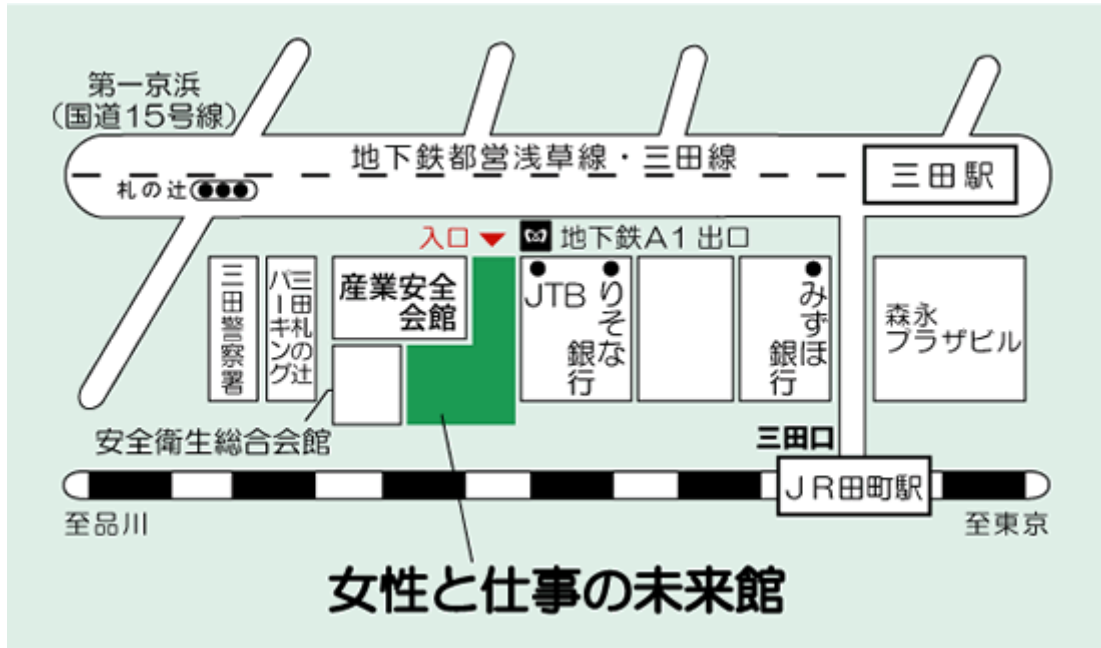 第一京浜
（国道15号線）
地下鉄都営浅草線・三田線
三田駅
札の辻
入口
地下鉄A1出口
三田警察署
三田札の辻
パーキング
産業安全
会館
JTB
りそな
銀行
みずほ
銀行
森永
プラザビル
安全衛生総合会館
三田口
JR田町駅
至品川
至東京
女性と仕事の未来館